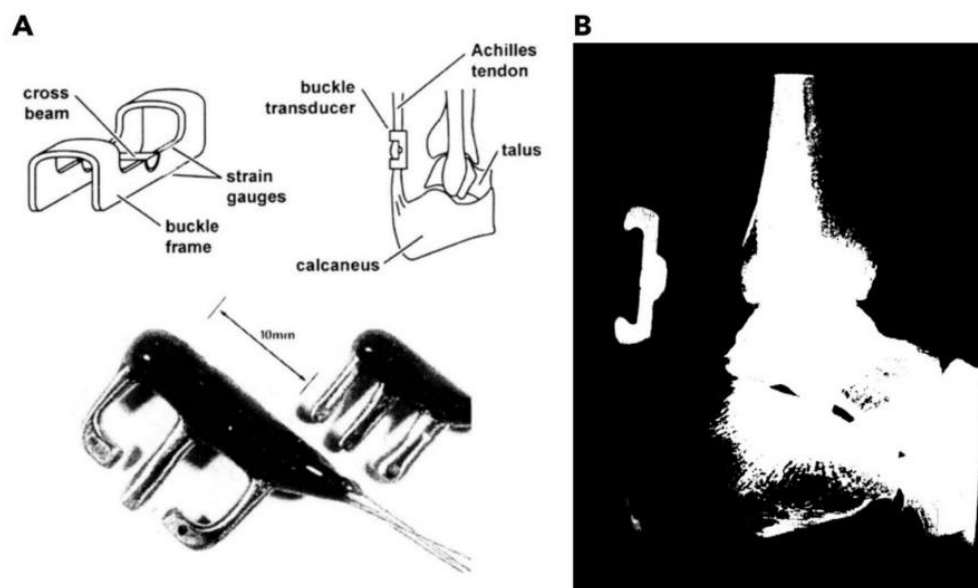 A
cross
beam
strain
gauges
buckle
frame
Achilles
tendon
buckle
transducer
talus
calcaneus
10mm
B